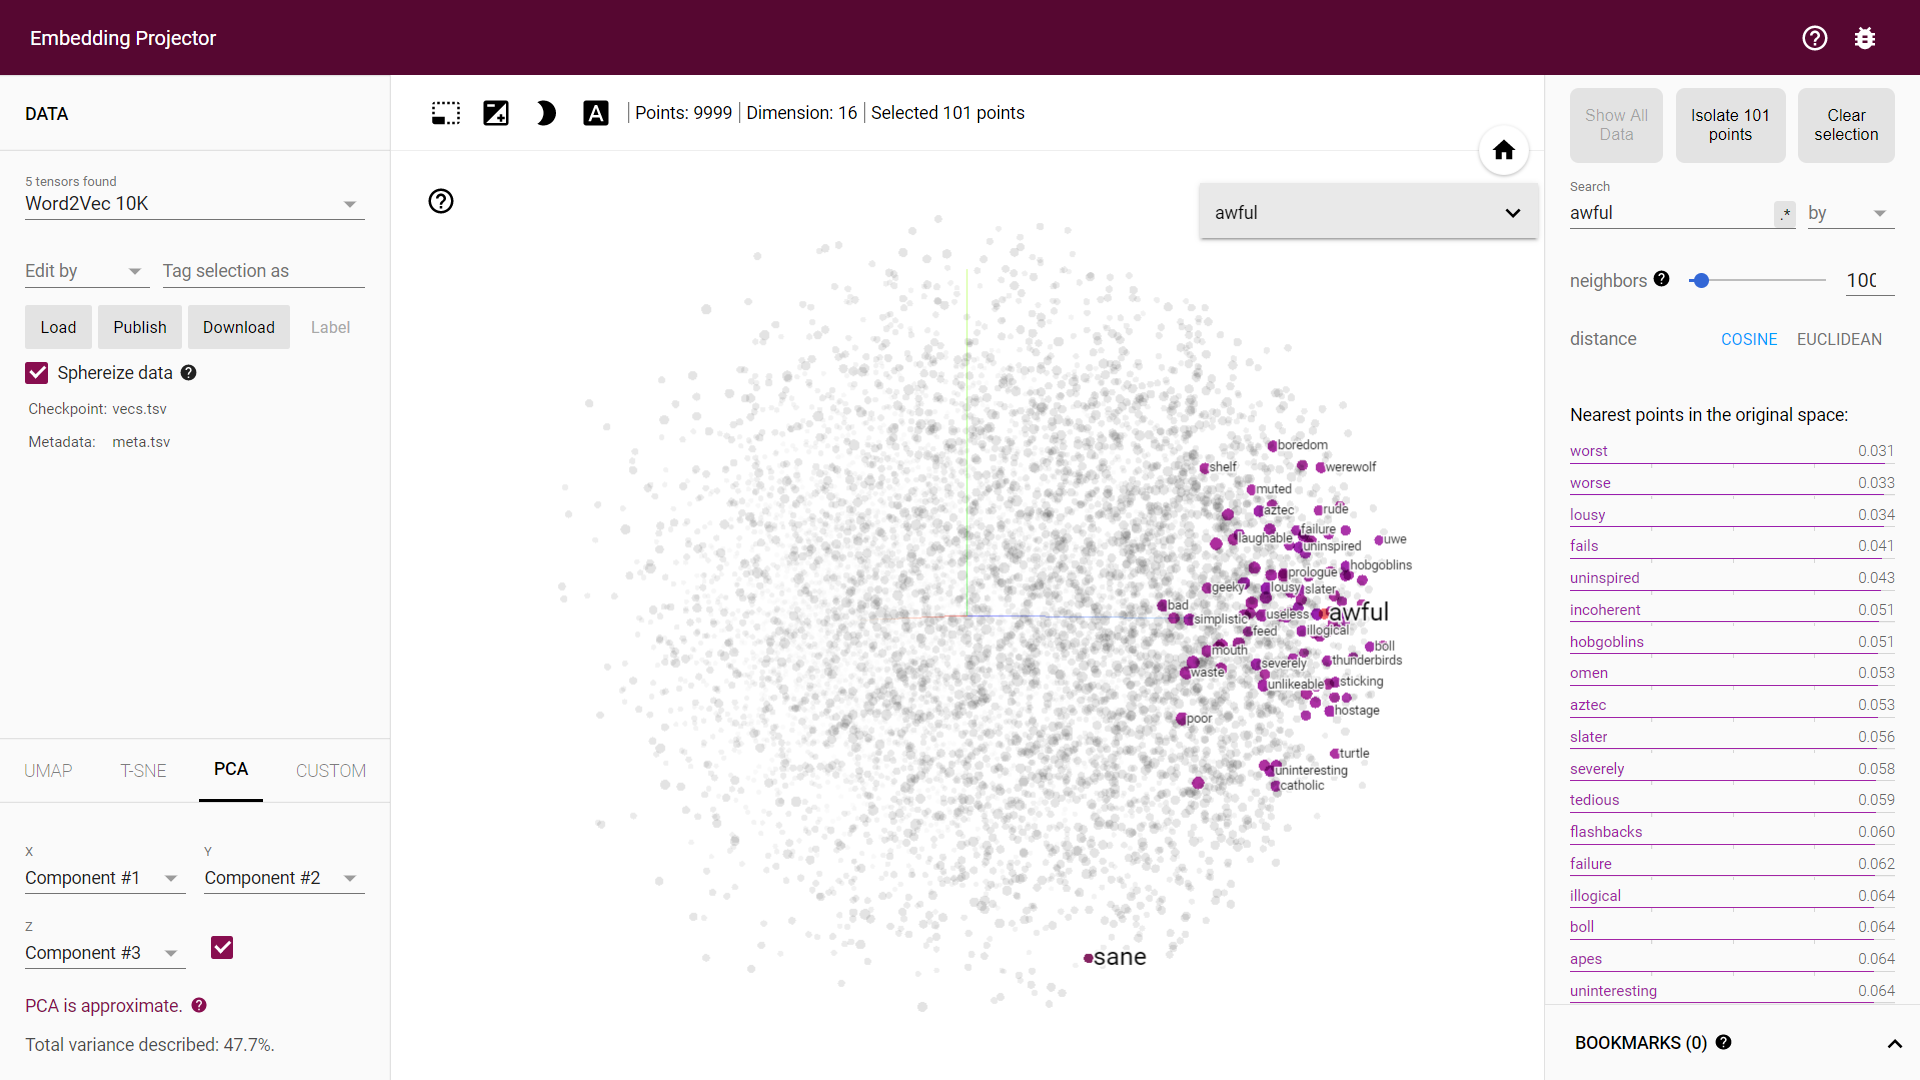 Embedding Projector
DATA
5 tensors found
Word2Vec 10K
Edit by
Tag selection as
Load
Publish
Download
Label
Sphereize data
Checkpoint: vecs.tsv
Metadata: meta.tsv
UMAP
T-SNE
PCA
CUSTOM
X
Component #1
Y
Component #2
Z
Component #3
PCA is approximate.
Total variance described: 47.7%.
A
Points: 9999
Dimension: 16
Selected 101 points
awful
boredom
shelf
werewolf
muted
aztec
rude
failure
laughable
uninspired
uwe
hobgoblins
prologue
geeky
lousy
slater
bad
simplistic
useless
awful
feed
illogical
mouth
boll
severely
thunderbirds
waste
unlikeable
sticking
poor
hostage
turtle
uninteresting
catholic
sane
Show All Data
Isolate 101 points
Clear selection
Search
awful
.*
by
neighbors
100
distance
COSINE
EUCLIDEAN
Nearest points in the original space:
worst 0.031
worse 0.033
lousy 0.034
fails 0.041
uninspired 0.043
incoherent 0.051
hobgoblins 0.051
omen 0.053
aztec 0.053
slater 0.056
severely 0.058
tedious 0.059
flashbacks 0.060
failure 0.062
illogical 0.064
boll 0.064
apes 0.064
uninteresting 0.064
BOOKMARKS (0)